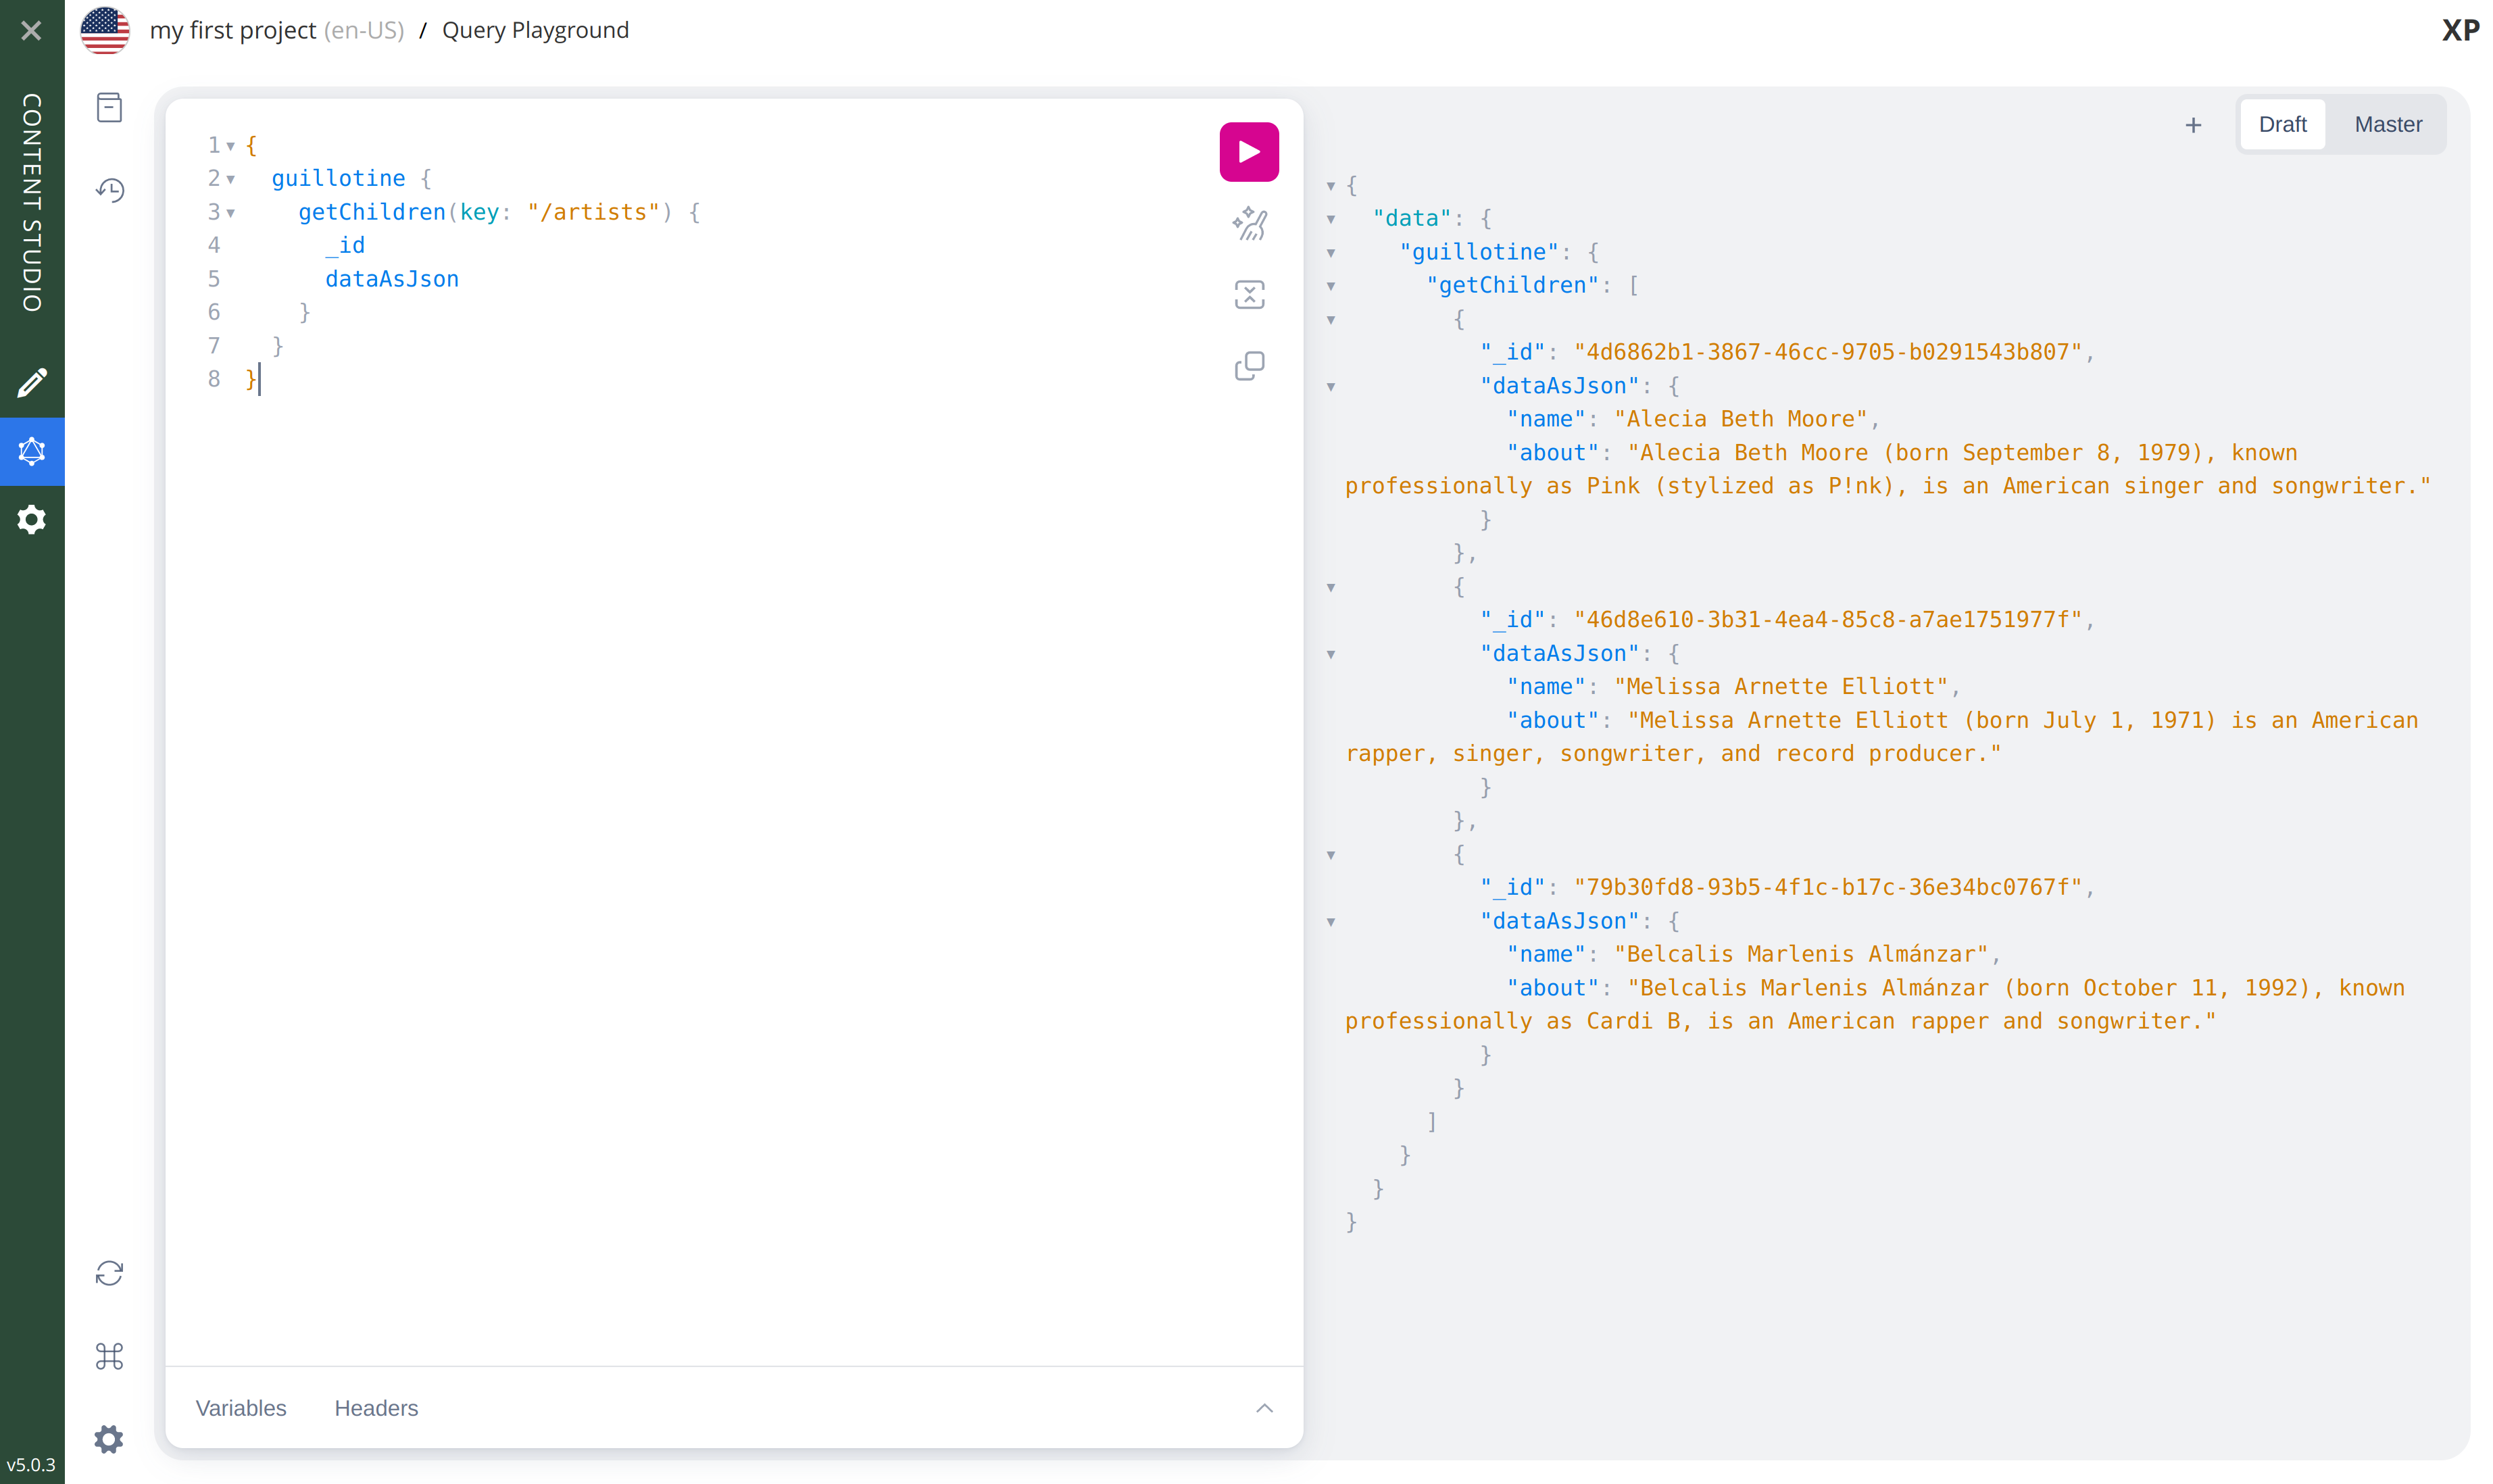 my first project (en-US) / Query Playground
XP
CONTENT STUDIO
v5.0.3
1 {
2   guillotine {
3     getChildren(key: "/artists") {
4       _id
5       dataAsJson
6     }
7   }
8 }
Variables Headers
+ Draft Master
{
  "data": {
    "guillotine": {
      "getChildren": [
        {
          "_id": "4d6862b1-3867-46cc-9705-b0291543b807",
          "dataAsJson": {
            "name": "Alecia Beth Moore",
            "about": "Alecia Beth Moore (born September 8, 1979), known
professionally as Pink (stylized as P!nk), is an American singer and songwriter."
          }
        },
        {
          "_id": "46d8e610-3b31-4ea4-85c8-a7ae1751977f",
          "dataAsJson": {
            "name": "Melissa Arnette Elliott",
            "about": "Melissa Arnette Elliott (born July 1, 1971) is an American
rapper, singer, songwriter, and record producer."
          }
        },
        {
          "_id": "79b30fd8-93b5-4f1c-b17c-36e34bc0767f",
          "dataAsJson": {
            "name": "Belcalis Marlenis Almánzar",
            "about": "Belcalis Marlenis Almánzar (born October 11, 1992), known
professionally as Cardi B, is an American rapper and songwriter."
          }
        }
      ]
    }
  }
}